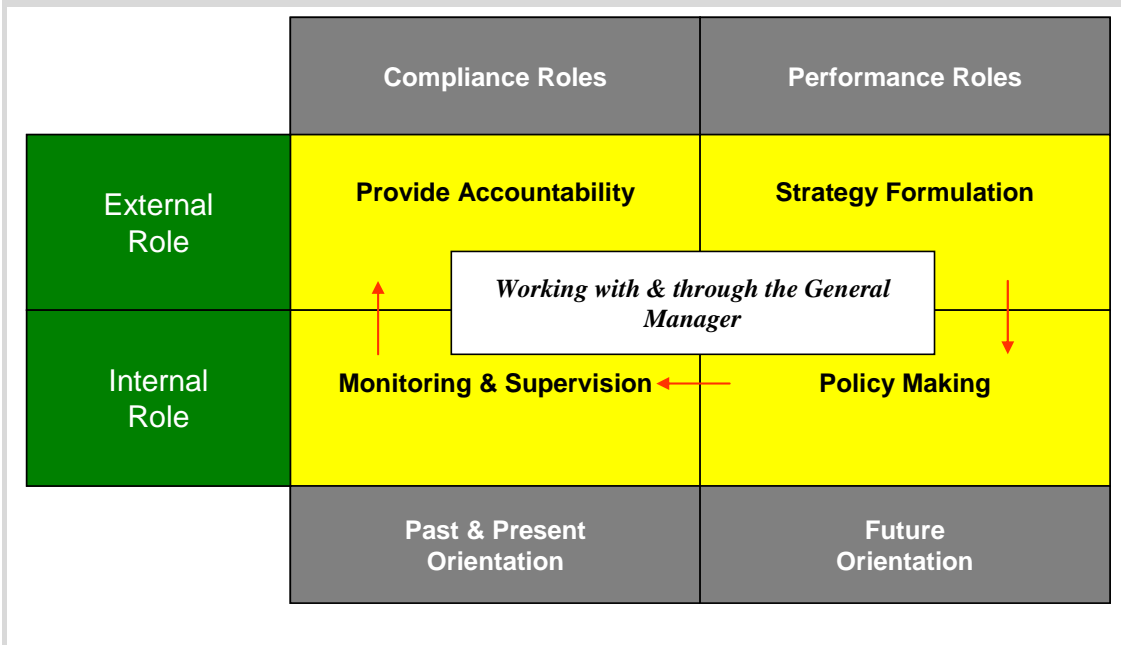 Compliance Roles
Performance Roles
External
Role
Provide Accountability
Strategy Formulation
Working with & through the General
Manager
Internal
Role
Monitoring & Supervision
Policy Making
Past & Present
Orientation
Future
Orientation